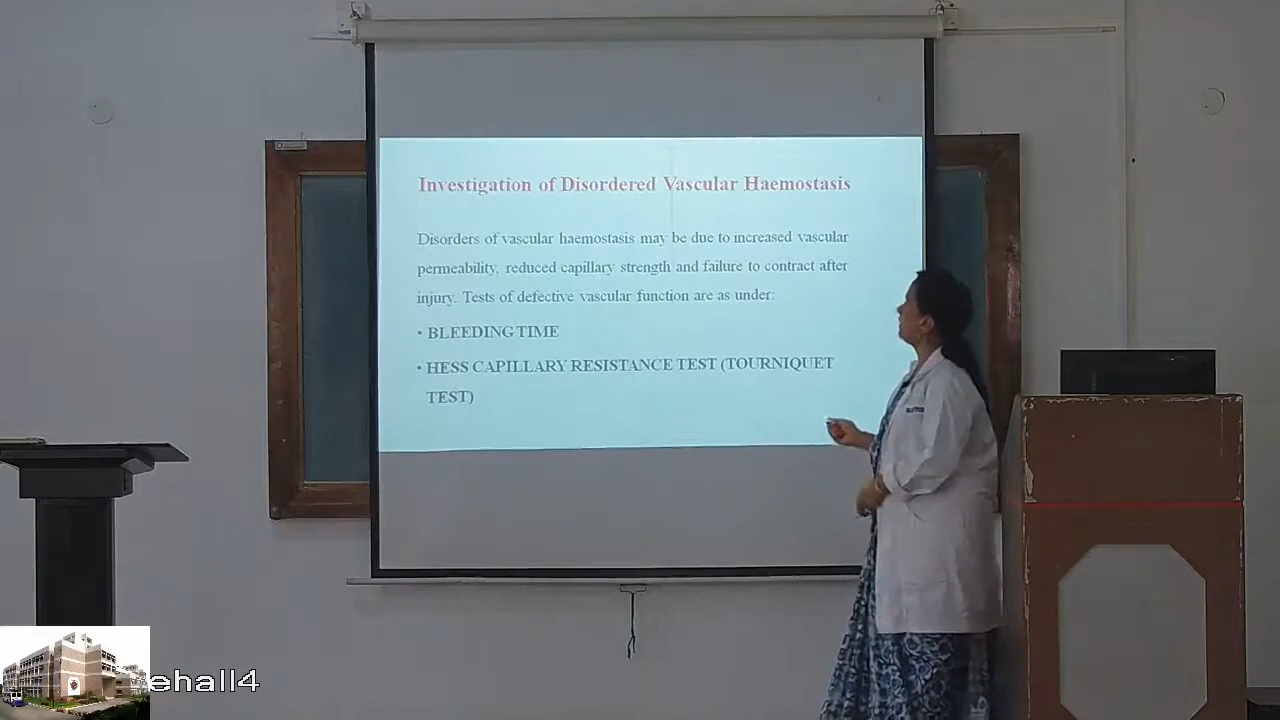 Investigation of Disordered Vascular Haemostasis
Disorders of vascular haemostasis may be due to increased vascular
permeability, reduced capillary strength and failure to contract after
injury. Tests of defective vascular function are as under:
• BLEEDING TIME
• HESS CAPILLARY RESISTANCE TEST (TOURNIQUET
TEST)
ehall4